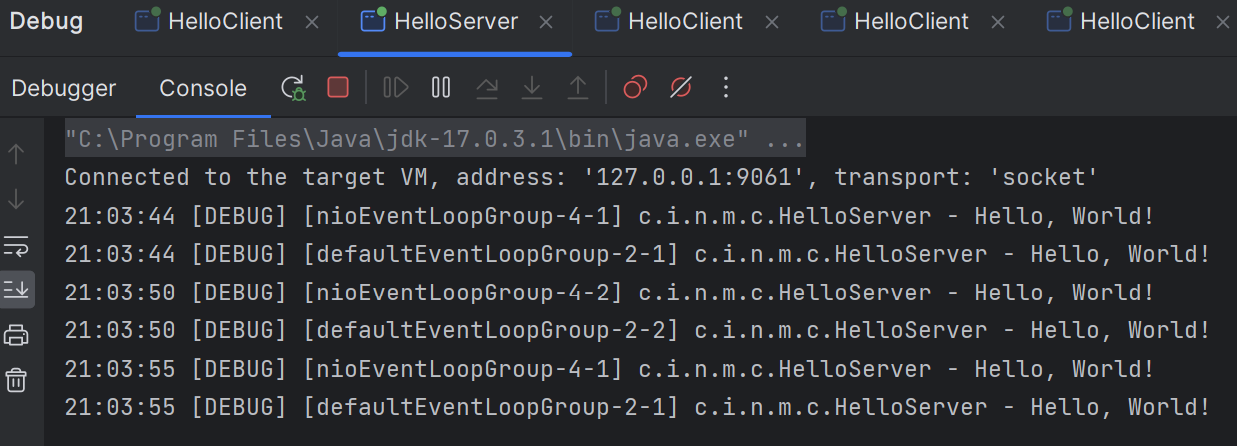 Debug HelloClient HelloServer HelloClient HelloClient HelloClient
Debugger Console
"C:\Program Files\Java\jdk-17.0.3.1\bin\java.exe" ...
Connected to the target VM, address: '127.0.0.1:9061', transport: 'socket'
21:03:44 [DEBUG] [nioEventLoopGroup-4-1] c.i.n.m.c.HelloServer - Hello, World!
21:03:44 [DEBUG] [defaultEventLoopGroup-2-1] c.i.n.m.c.HelloServer - Hello, World!
21:03:50 [DEBUG] [nioEventLoopGroup-4-2] c.i.n.m.c.HelloServer - Hello, World!
21:03:50 [DEBUG] [defaultEventLoopGroup-2-2] c.i.n.m.c.HelloServer - Hello, World!
21:03:55 [DEBUG] [nioEventLoopGroup-4-1] c.i.n.m.c.HelloServer - Hello, World!
21:03:55 [DEBUG] [defaultEventLoopGroup-2-1] c.i.n.m.c.HelloServer - Hello, World!